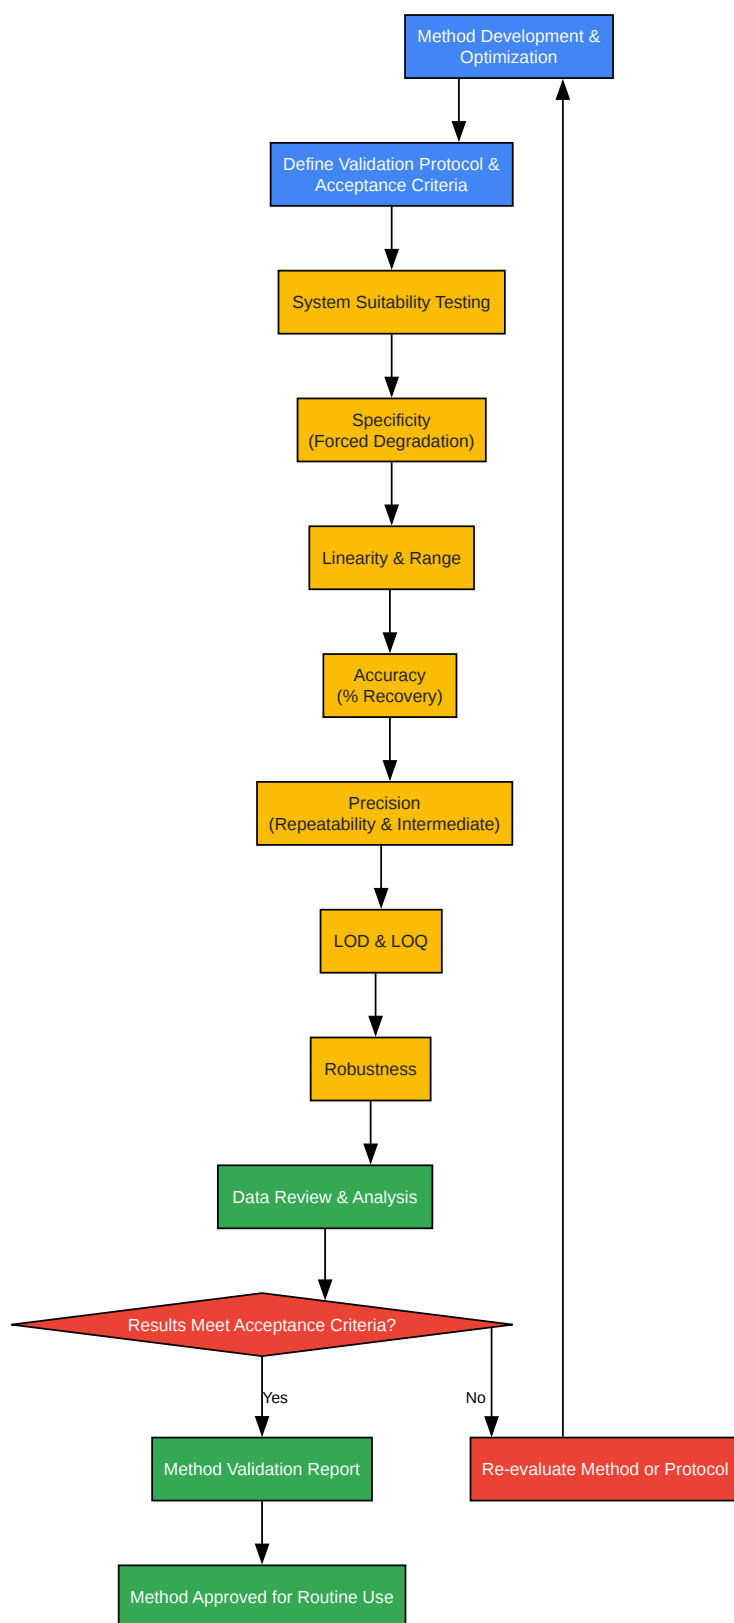 Method Development &
Optimization
Define Validation Protocol &
Acceptance Criteria
System Suitability Testing
Specificity
(Forced Degradation)
Linearity & Range
Accuracy
(% Recovery)
Precision
(Repeatability & Intermediate)
LOD & LOQ
Robustness
Data Review & Analysis
Results Meet Acceptance Criteria?
Yes
No
Method Validation Report
Re-evaluate Method or Protocol
Method Approved for Routine Use